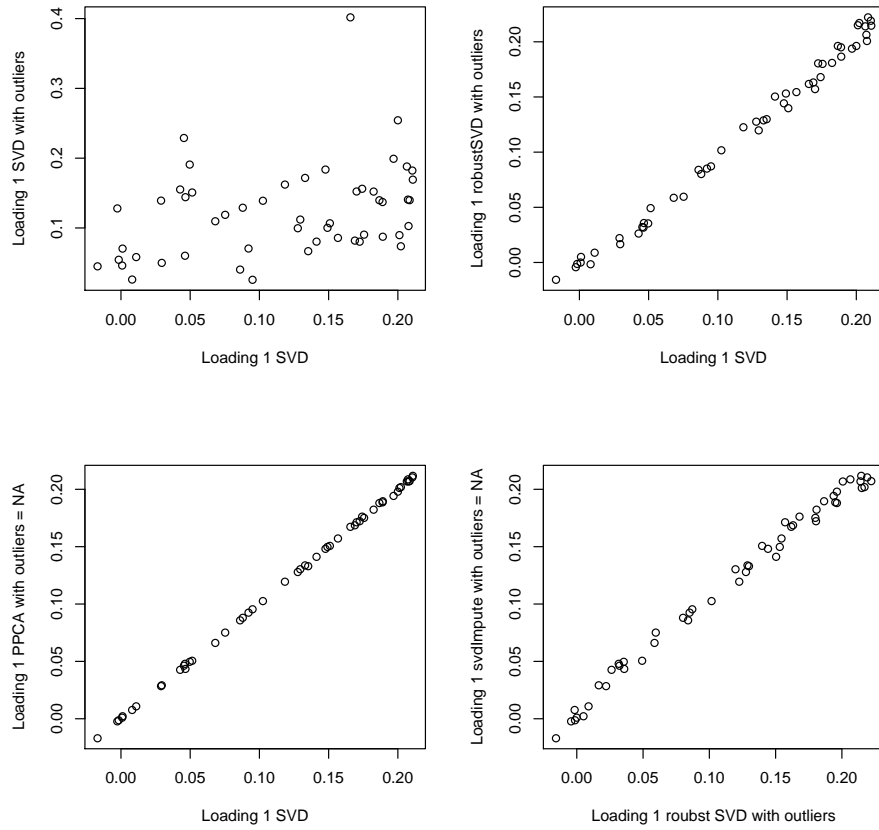 Loading 1 SVD with outliers
0.1 0.2 0.3 0.4
0.00 0.05 0.10 0.15 0.20
Loading 1 SVD
Loading 1 robustSVD with outliers
0.00 0.05 0.10 0.15 0.20
0.00 0.05 0.10 0.15 0.20
Loading 1 SVD
Loading 1 PPCA with outliers = NA
0.00 0.05 0.10 0.15 0.20
0.00 0.05 0.10 0.15 0.20
Loading 1 SVD
Loading 1 svdImpute with outliers = NA
0.00 0.05 0.10 0.15 0.20
0.00 0.05 0.10 0.15 0.20
Loading 1 roubst SVD with outliers